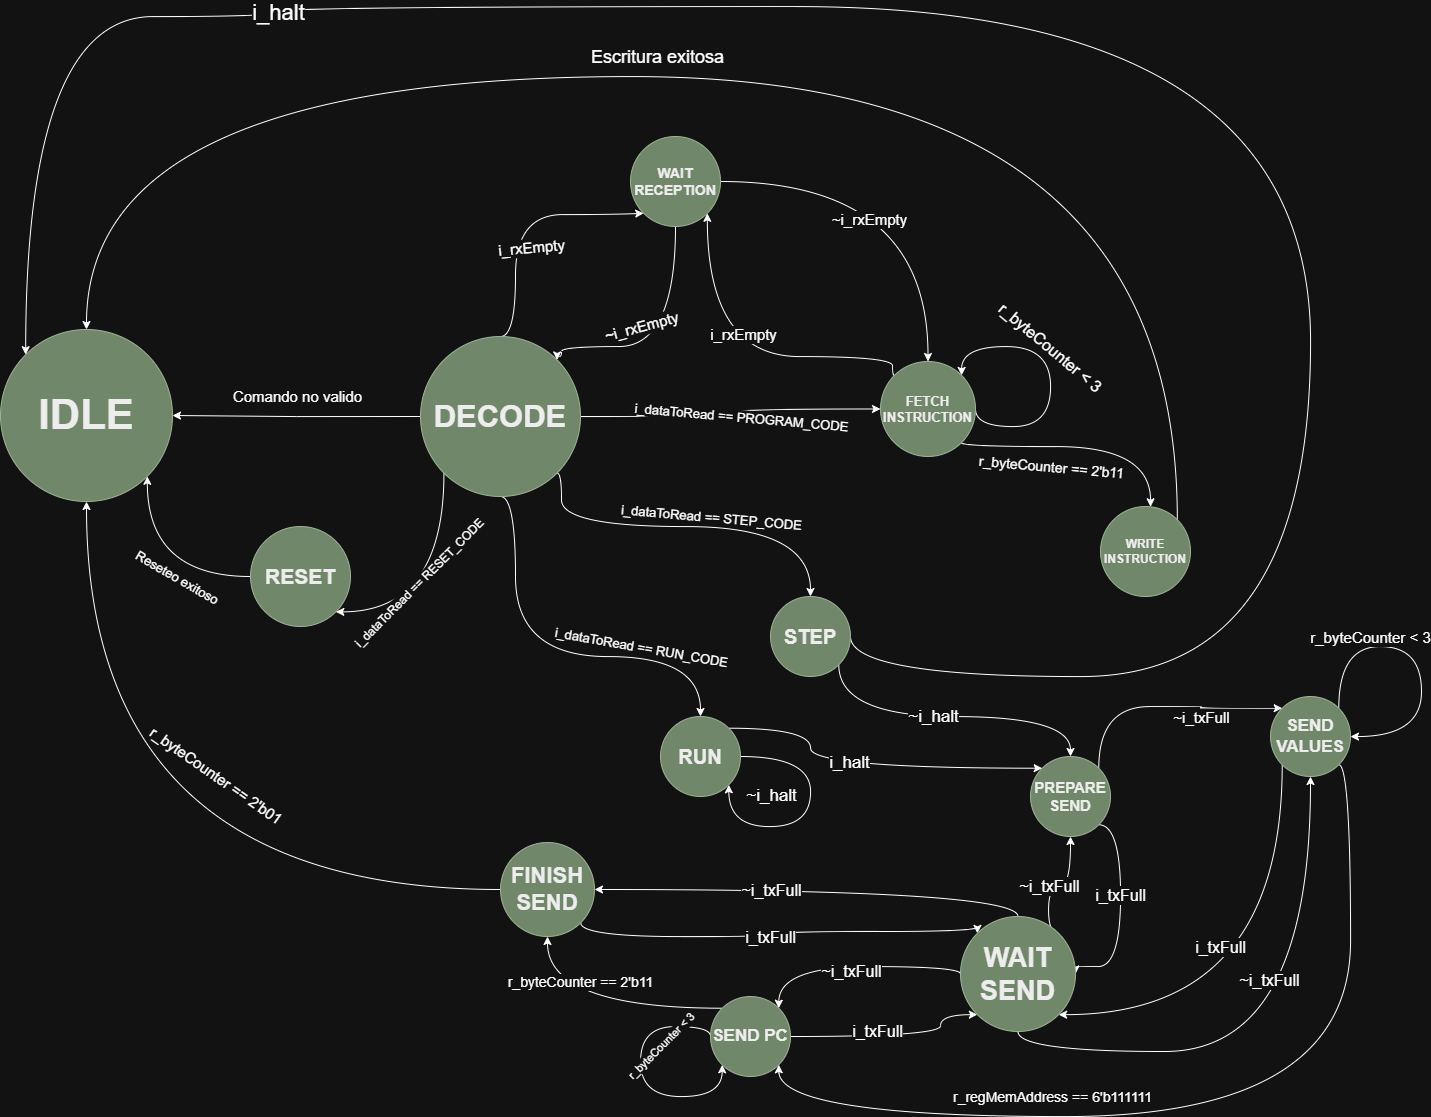 i_halt
Escritura exitosa
WAIT
RECEPTION
~i_rxEmpty
i_rxEmpty
~i_rxEmpty
i_rxEmpty
r_byteCounter < 3
IDLE
Comando no valido
DECODE
i_dataToRead == PROGRAM_CODE
FETCH
INSTRUCTION
r_byteCounter == 2'b11
i_dataToRead == STEP_CODE
WRITE
INSTRUCTION
RESET
Reseteo exitoso
i_dataToRead == RESET_CODE
i_dataToRead == RUN_CODE
STEP
r_byteCounter < 3
~i_halt
~i_txFull
SEND
VALUES
RUN
i_halt
~i_halt
PREPARE
SEND
r_byteCounter == 2'b01
FINISH
SEND
~i_txFull
~i_txFull
i_txFull
i_txFull
i_txFull
WAIT
SEND
~i_txFull
~i_txFull
r_byteCounter == 2'b11
r_byteCounter < 3
SEND PC
i_txFull
r_regMemAddress == 6'b111111